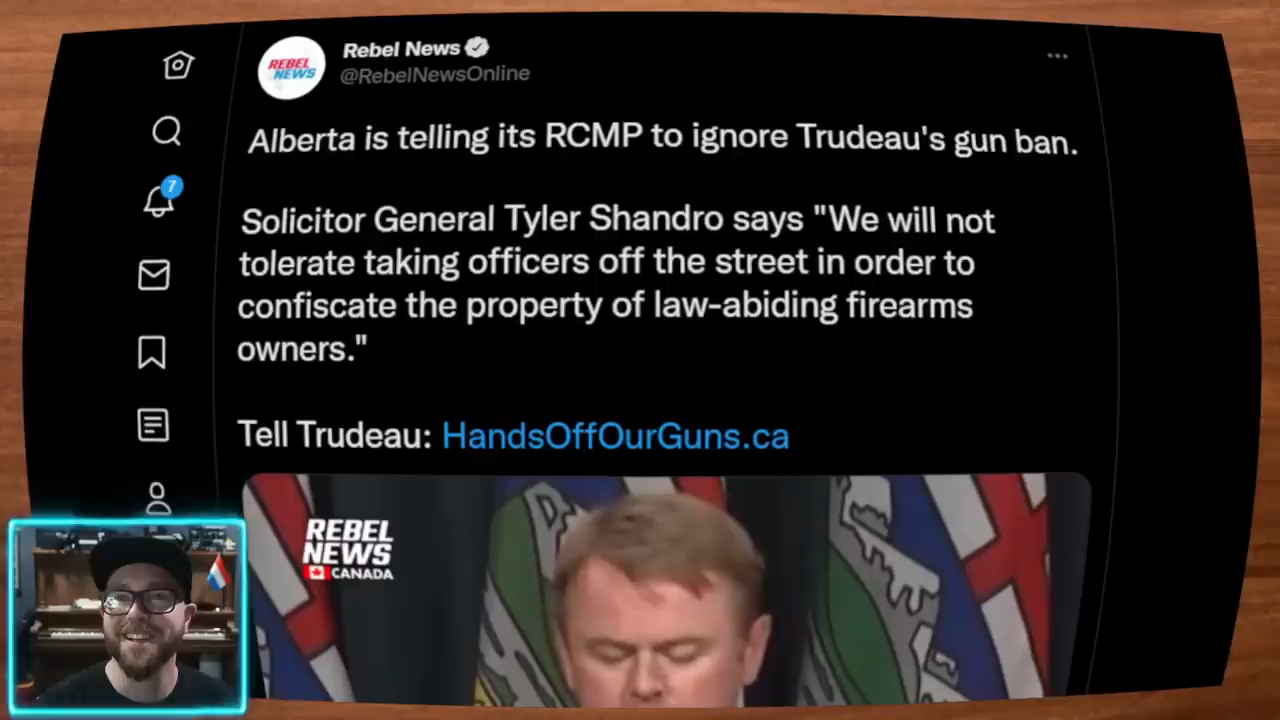 Rebel News
@RebelNewsOnline
REBEL
NEWS
Alberta is telling its RCMP to ignore Trudeau's gun ban.
7
Solicitor General Tyler Shandro says "We will not
tolerate taking officers off the street in order to
confiscate the property of law-abiding firearms
owners."
Tell Trudeau: HandsOffOurGuns.ca
REBEL
NEWS
CANADA